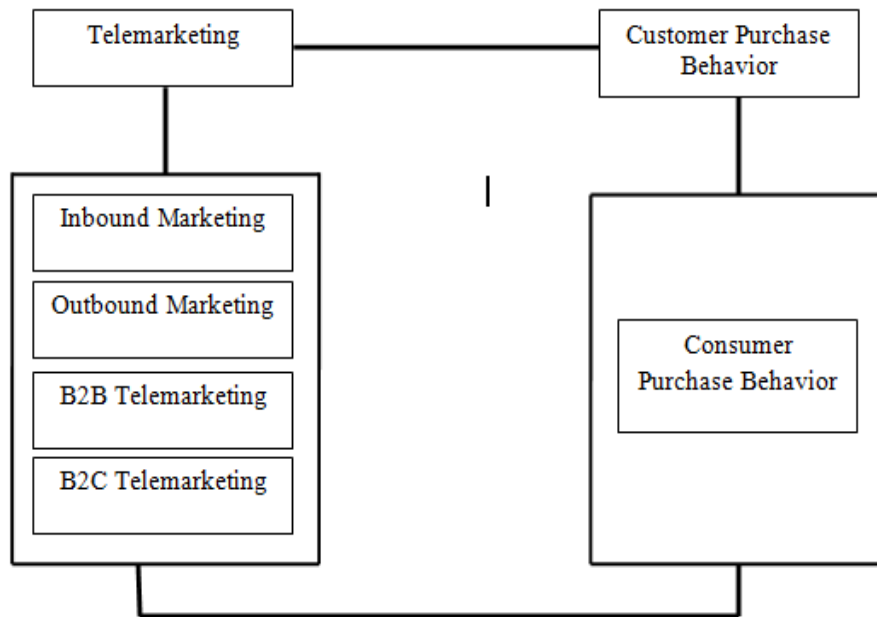 Telemarketing
Customer Purchase
Behavior
Inbound Marketing
Outbound Marketing
B2B Telemarketing
B2C Telemarketing
Consumer
Purchase Behavior